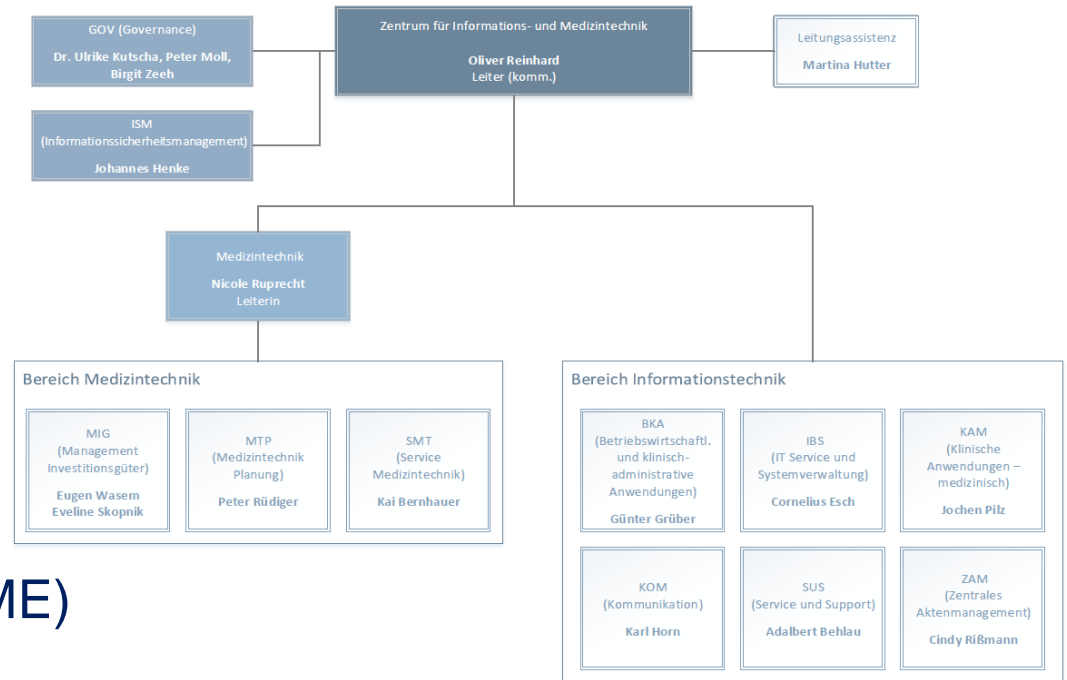 GOV (Governance)
Dr. Ulrike Kutscha, Peter Moll,
Birgit Zeeh
Zentrum für Informations- und Medizintechnik
Oliver Reinhard
Leiter (komm.)
Leitungsassistenz
Martina Hutter
ISM
(Informationssicherheitsmanagement)
Johannes Henke
Medizintechnik
Nicole Ruprecht
Leiterin
Bereich Medizintechnik
MIG
(Management
Investitionsgüter)
Eugen Wasem
Eveline Skopnik
MTP
(Medizintechnik
Planung)
Peter Rüdiger
SMT
(Service
Medizintechnik)
Kai Bernhauer
Bereich Informationstechnik
BKA
(Betriebswirtschaftl.
und klinisch-
administrative
Anwendungen)
Günter Grüber
IBS
(IT Service und
Systemverwaltung)
Cornelius Esch
KAM
(Klinische
Anwendungen –
medizinisch)
Jochen Pilz
KOM
(Kommunikation)
Karl Horn
SUS
(Service und Support)
Adalbert Behlau
ZAM
(Zentrales
Aktenmanagement)
Cindy Rißmann
ME)